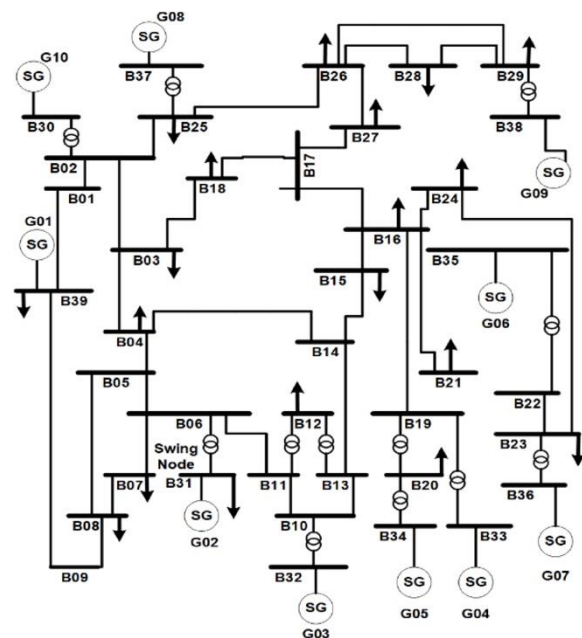 G08
G10
SG
SG
B37
B26
B28
B29
B30
B25
B27
B38
B02
B17
SG
B01
B18
B24
G09
G01
SG
B16
B03
B35
B39
B15
SG
G06
B04
B14
B05
B21
B22
B06
B12
B19
B23
Swing
Node
B07
B31
B11
B13
B20
B36
B08
SG
B10
B34
B33
G02
B09
B32
SG
SG
SG
SG
G07
G03
G05
G04